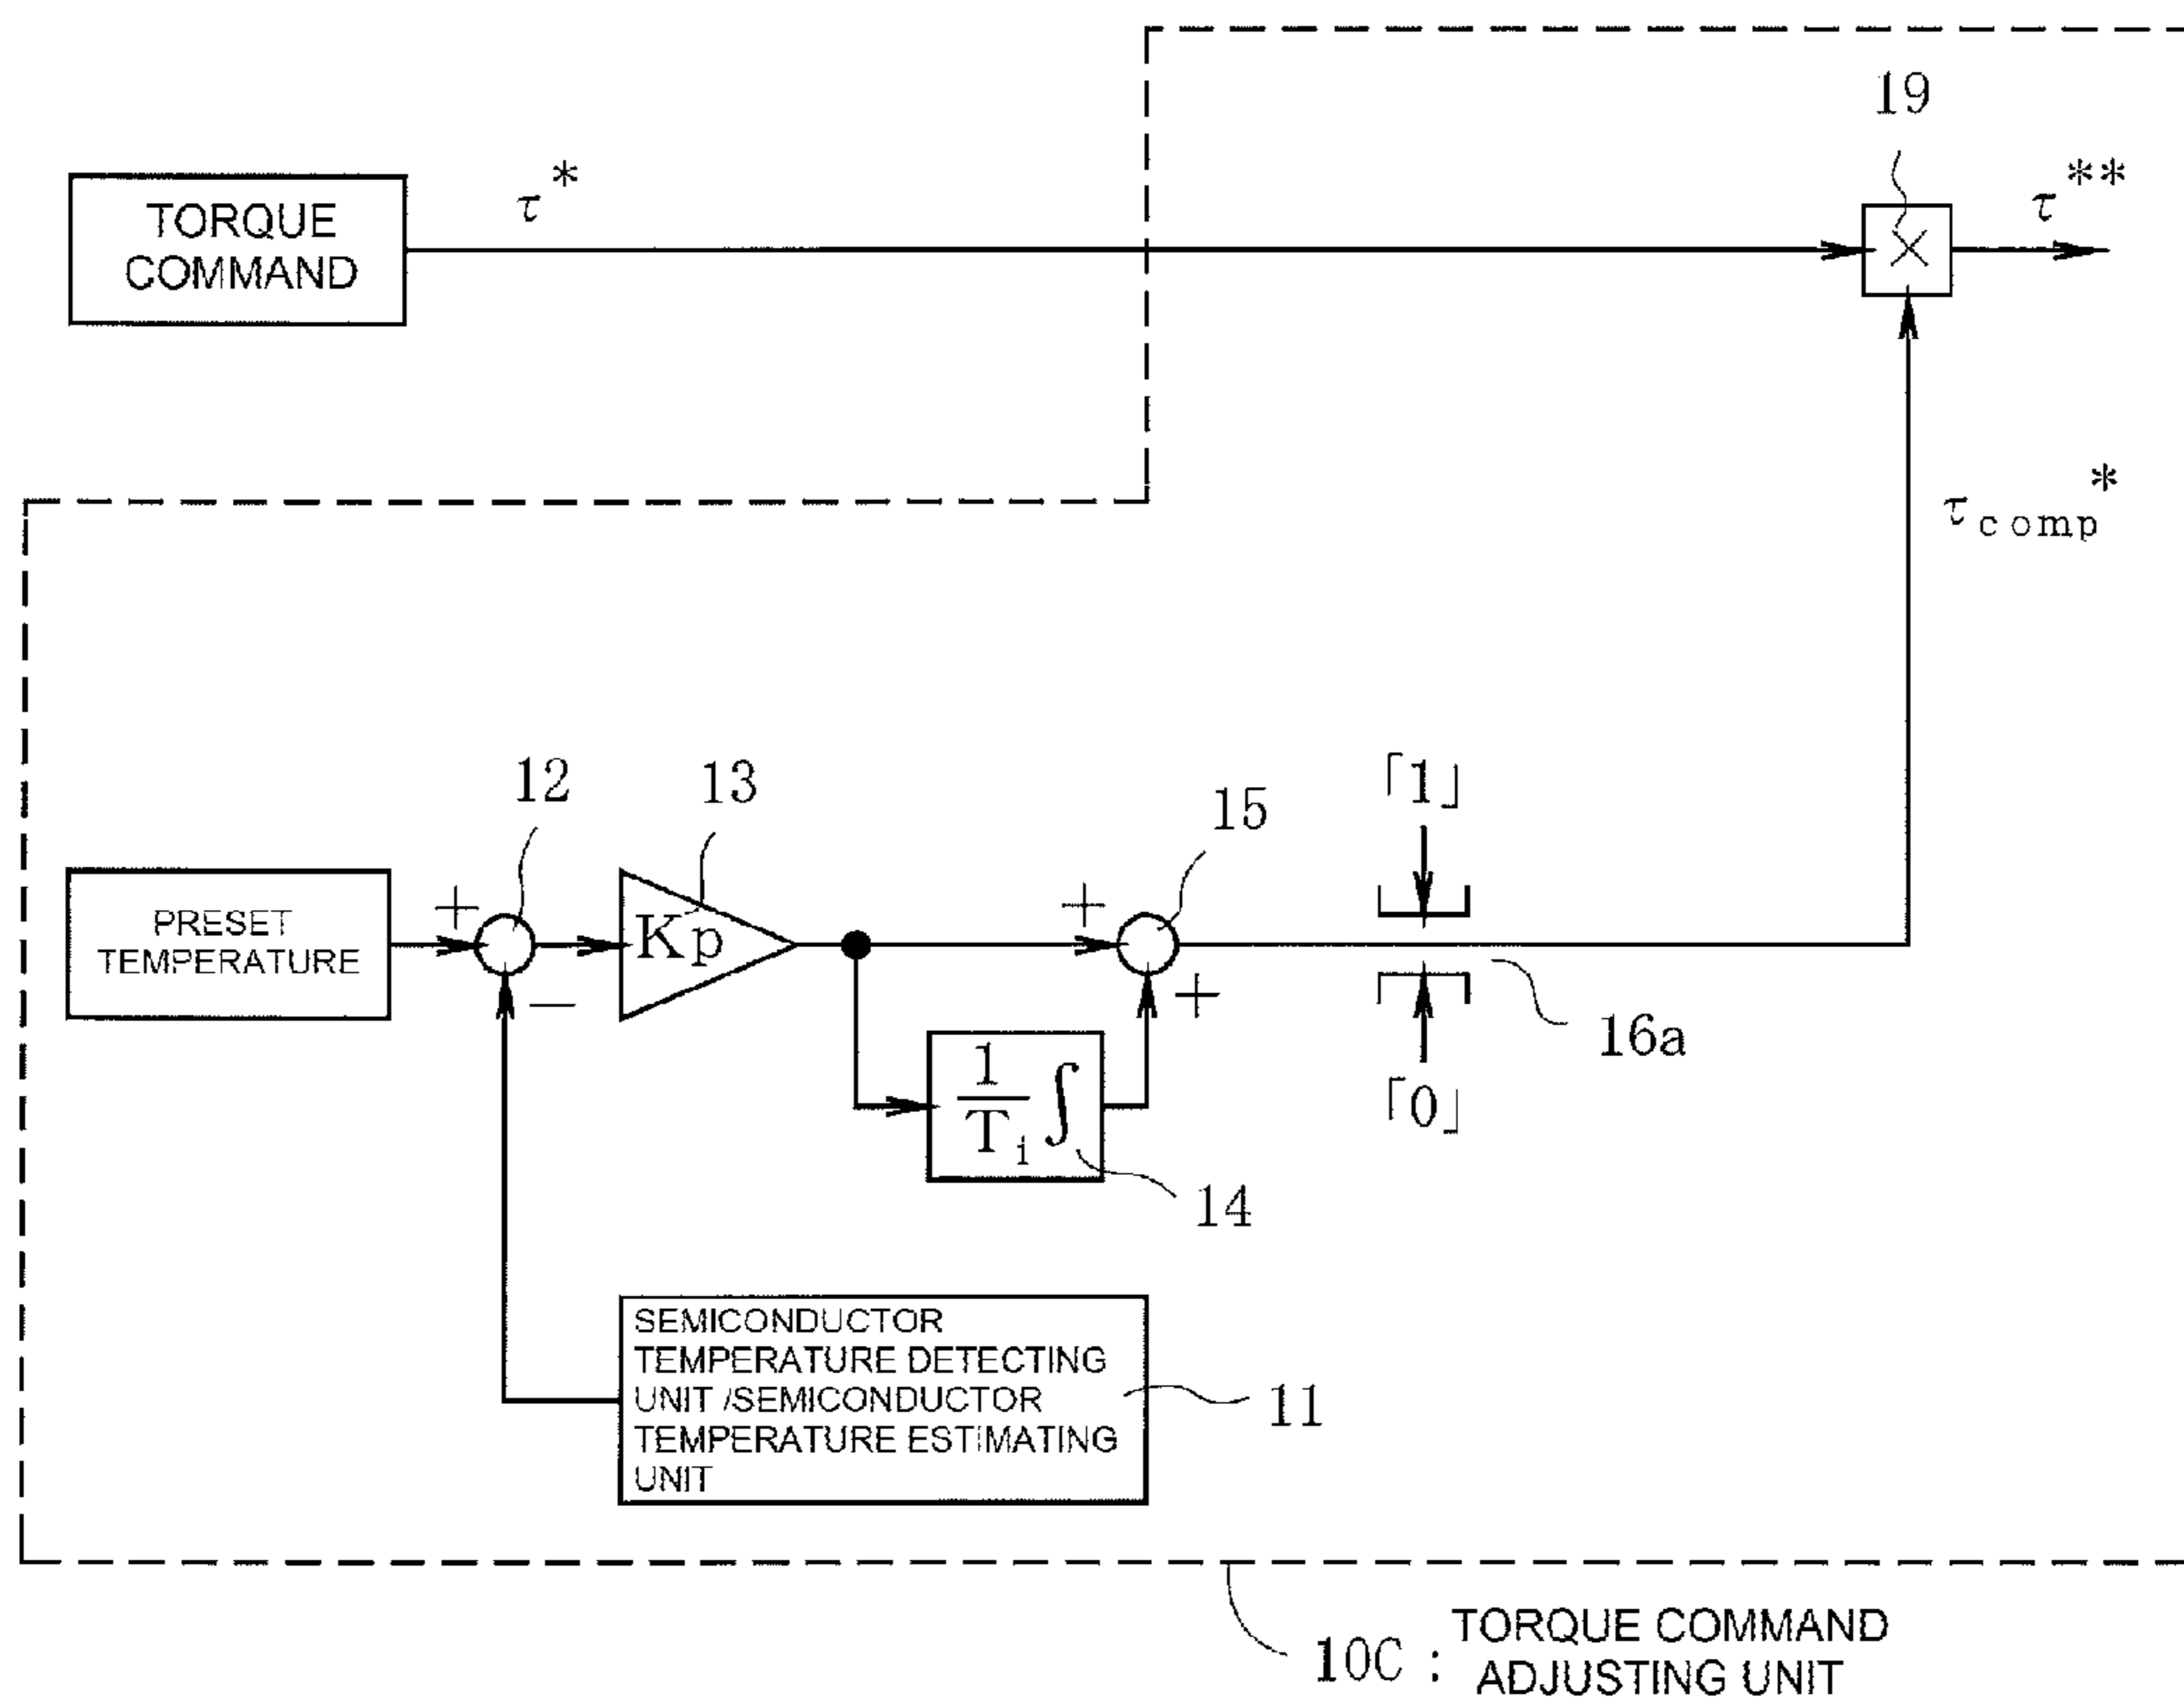 19
τ*
τ**
TORQUE
COMMAND
×
τcomp*
12
13
15
「1」
PRESET
TEMPERATURE
+
−
Kp
+
+
16a
1/Ti ∫
「0」
14
SEMICONDUCTOR
TEMPERATURE DETECTING
UNIT /SEMICONDUCTOR
TEMPERATURE ESTIMATING
UNIT
11
10C : TORQUE COMMAND
ADJUSTING UNIT